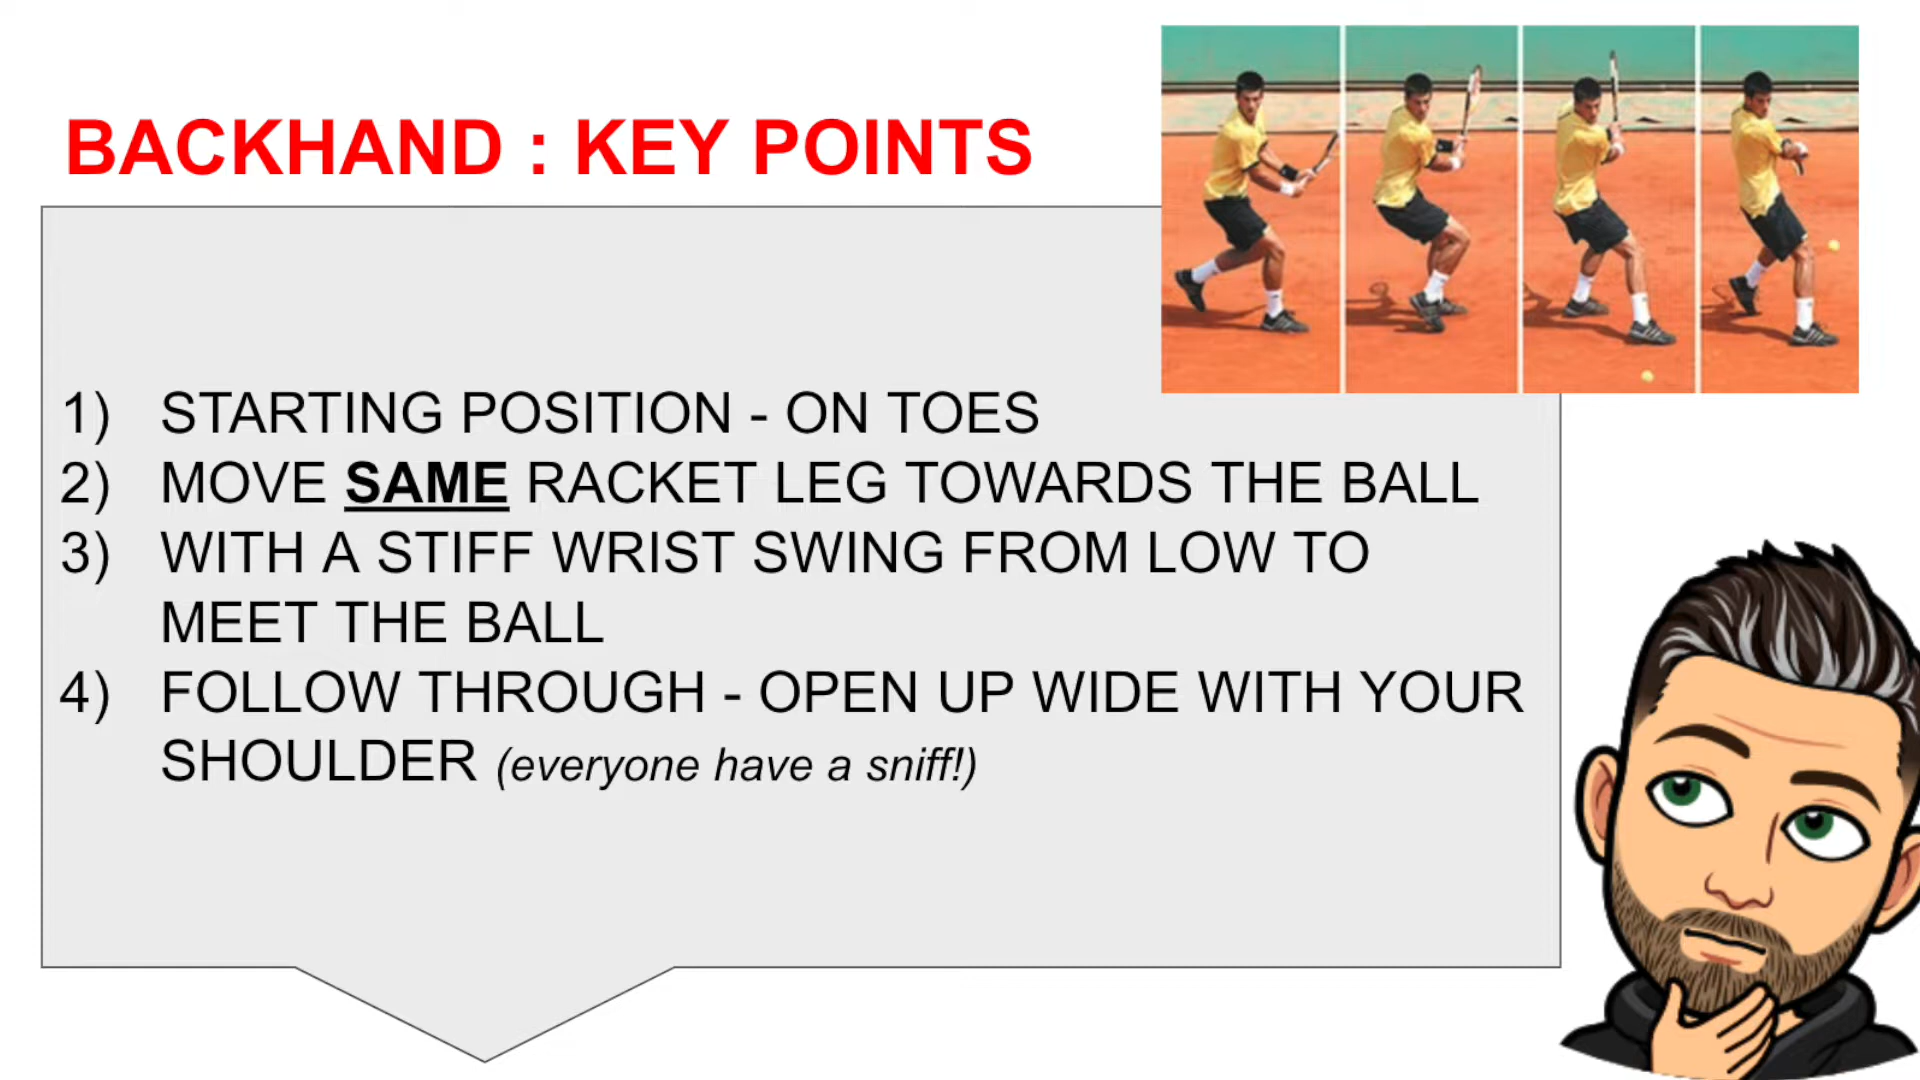 BACKHAND : KEY POINTS
1) STARTING POSITION - ON TOES
2) MOVE SAME RACKET LEG TOWARDS THE BALL
3) WITH A STIFF WRIST SWING FROM LOW TO
MEET THE BALL
4) FOLLOW THROUGH - OPEN UP WIDE WITH YOUR
SHOULDER (everyone have a sniff!)